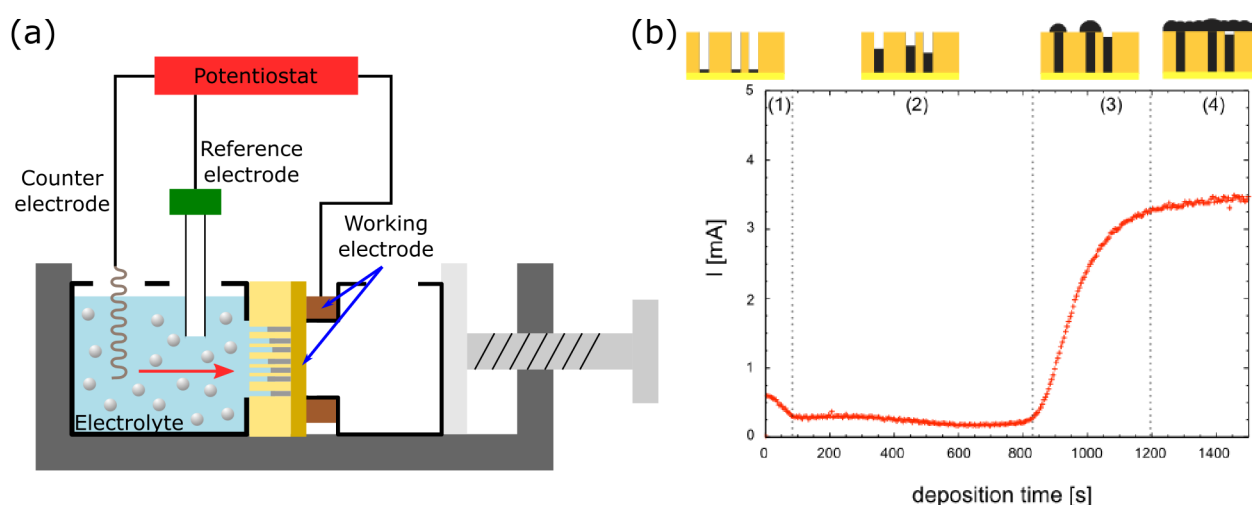 (a)
Potentiostat
Reference
electrode
Counter
electrode
Working
electrode
Electrolyte
(b)
5
4
3
2
1
0
I [mA]
(1)
(2)
(3)
(4)
0
200
400
600
800
1000
1200
1400
deposition time [s]